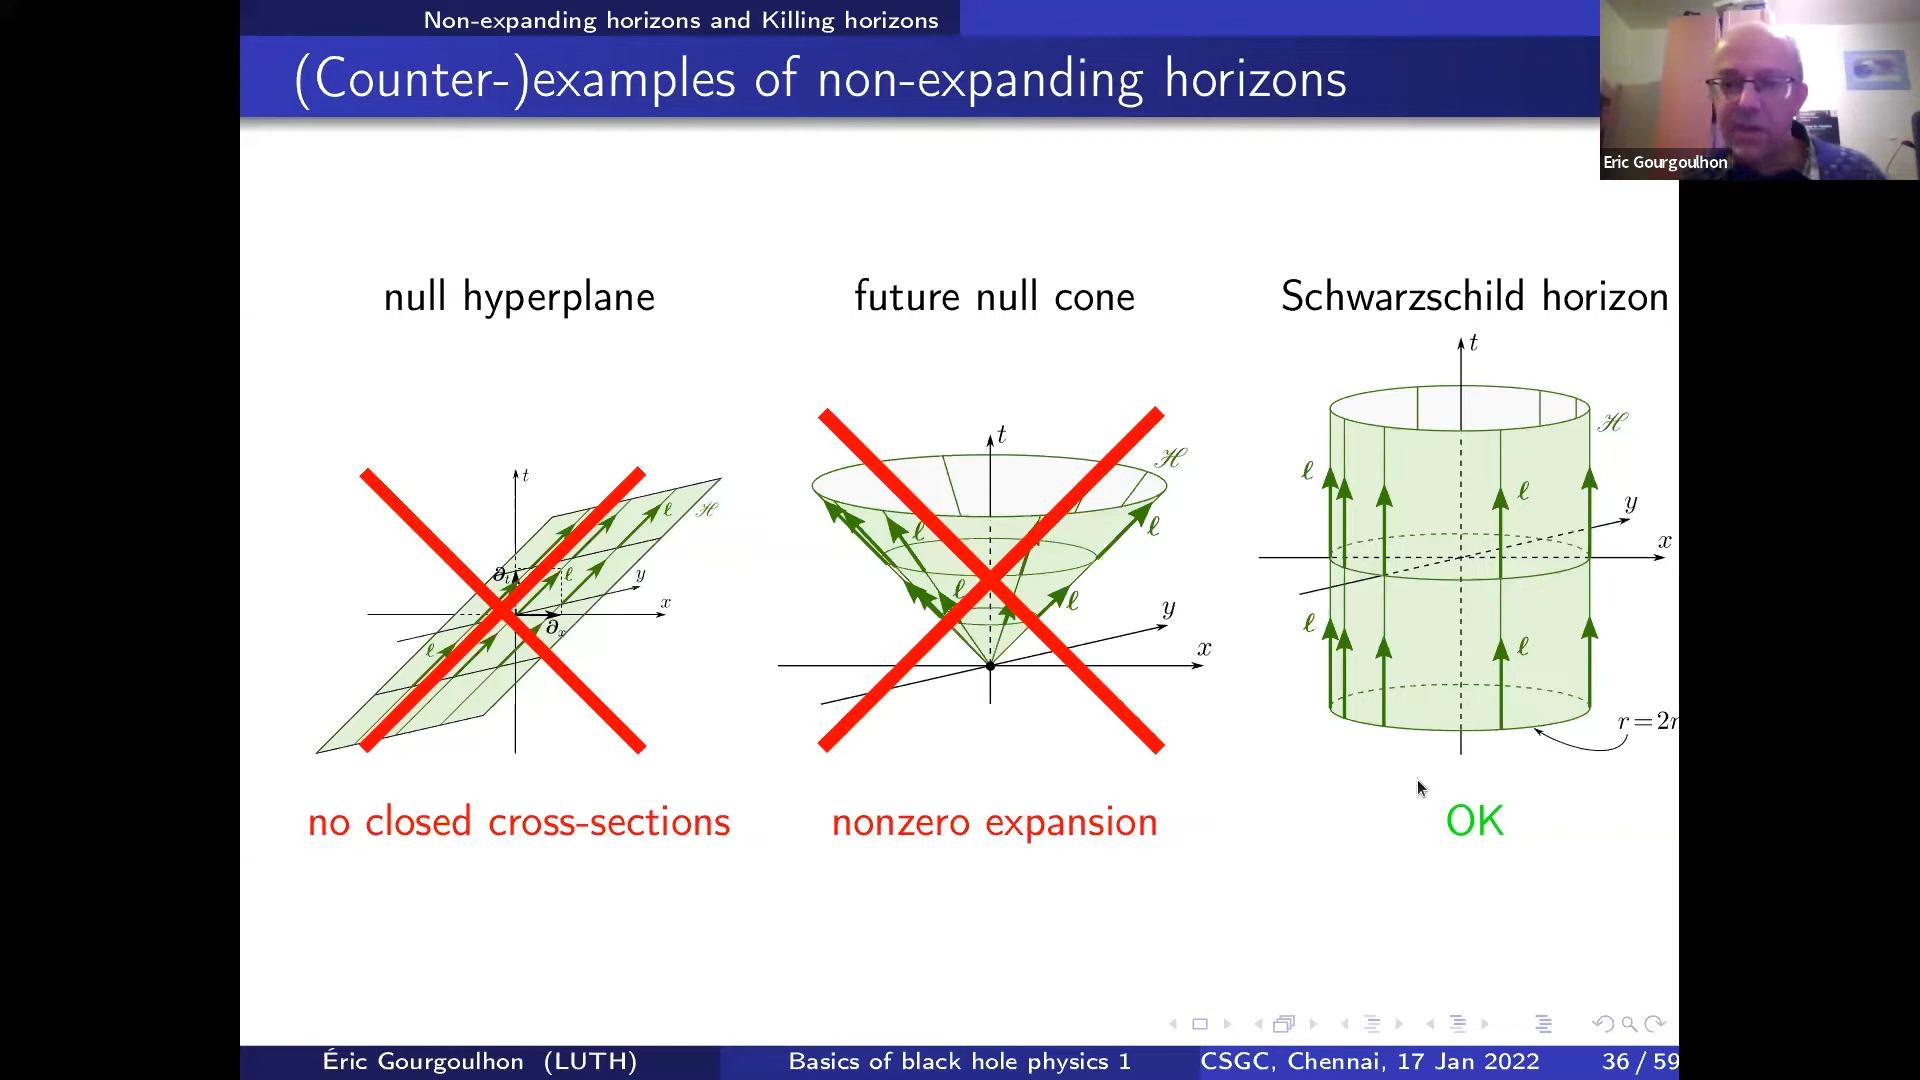 Non-expanding horizons and Killing horizons
(Counter-)examples of non-expanding horizons
Eric Gourgoulhon
null hyperplane
future null cone
Schwarzschild horizon
t
ℋ
ℓ
ℓ
ℓ
∂t
∂x
y
x
t
ℋ
ℓ
ℓ
ℓ
ℓ
y
x
t
ℋ
ℓ
ℓ
y
x
ℓ
ℓ
r=2
no closed cross-sections
nonzero expansion
OK
Éric Gourgoulhon (LUTH)
Basics of black hole physics 1
CSGC, Chennai, 17 Jan 2022
36 / 59